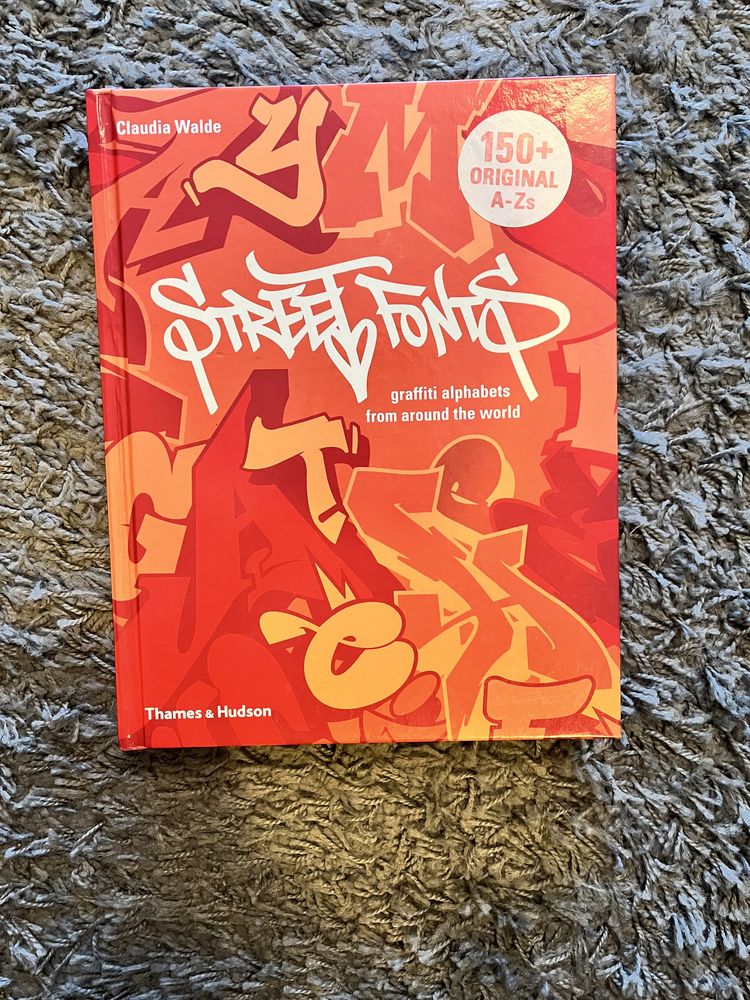 Claudia Walde
150+
ORIGINAL
A-Zs
STREET FONTS
graffiti alphabets
from around the world
Thames & Hudson